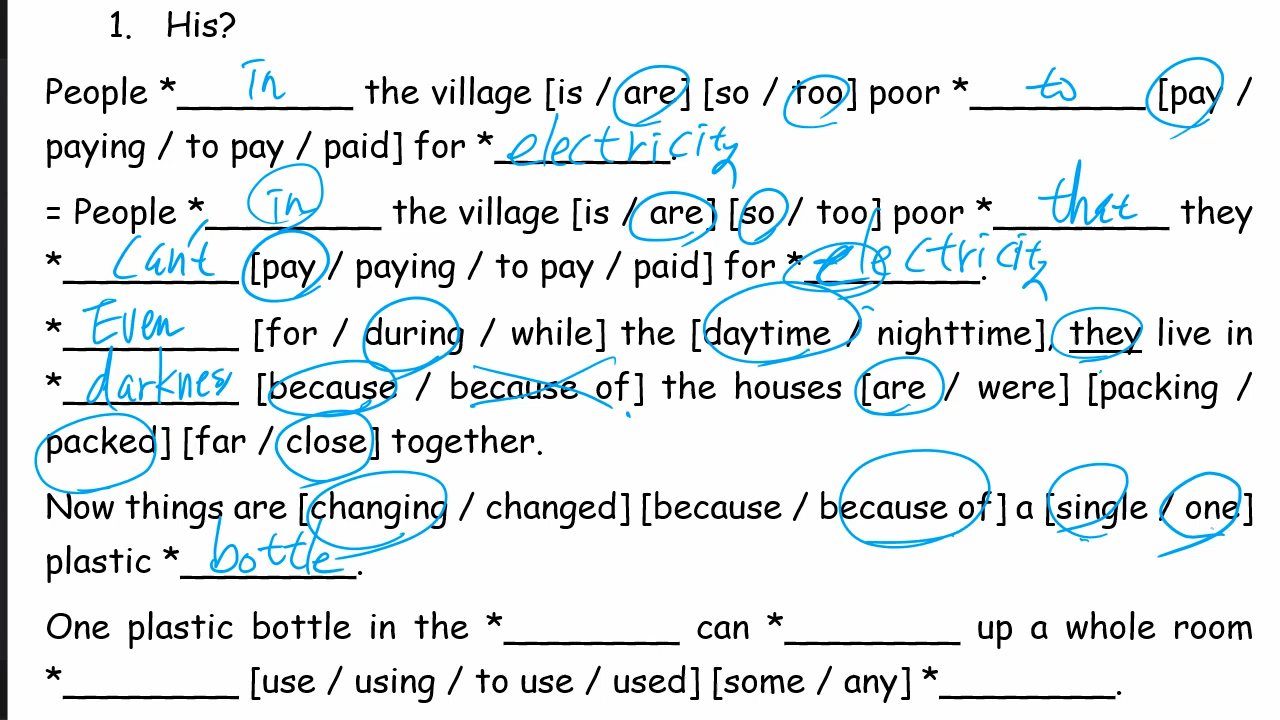 1. His?
People * in the village [is / are] [so / too] poor * to [pay /
paying / to pay / paid] for * electricity.
= People * in the village [is / are] [so / too] poor * that they
* can't [pay / paying / to pay / paid] for * electricity.
* Even [for / during / while] the [daytime / nighttime], they live in
* darkness [because / because of] the houses [are / were] [packing /
packed] [far / close] together.
Now things are [changing / changed] [because / because of] a [single / one]
plastic * bottle.
One plastic bottle in the *_________ can *_________ up a whole room
*_________ [use / using / to use / used] [some / any] *_________.